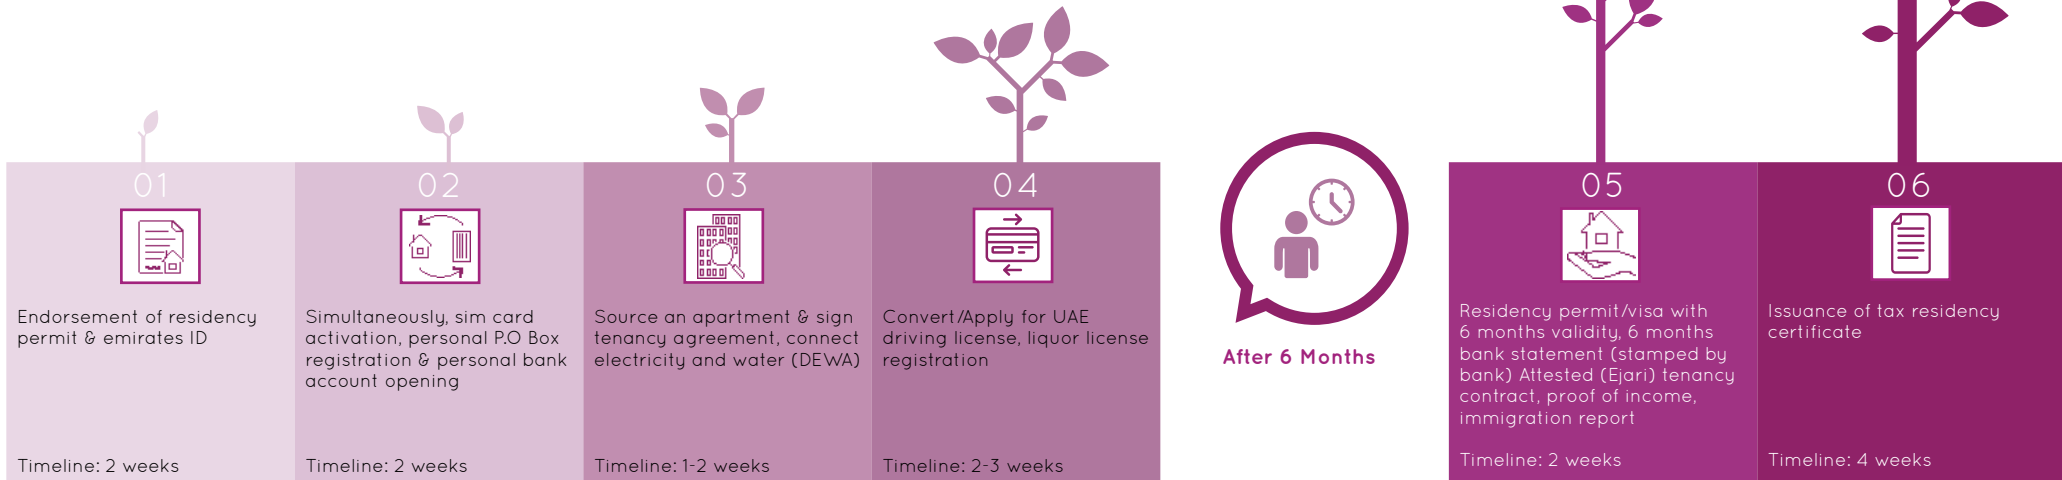 01
Endorsement of residency
permit & emirates ID
Timeline: 2 weeks
02
Simultaneously, sim card
activation, personal P.O Box
registration & personal bank
account opening
Timeline: 2 weeks
03
Source an apartment & sign
tenancy agreement, connect
electricity and water (DEWA)
Timeline: 1-2 weeks
04
Convert/Apply for UAE
driving license, liquor license
registration
Timeline: 2-3 weeks
After 6 Months
05
Residency permit/visa with
6 months validity, 6 months
bank statement (stamped by
bank) Attested (Ejari) tenancy
contract, proof of income,
immigration report
Timeline: 2 weeks
06
Issuance of tax residency
certificate
Timeline: 4 weeks